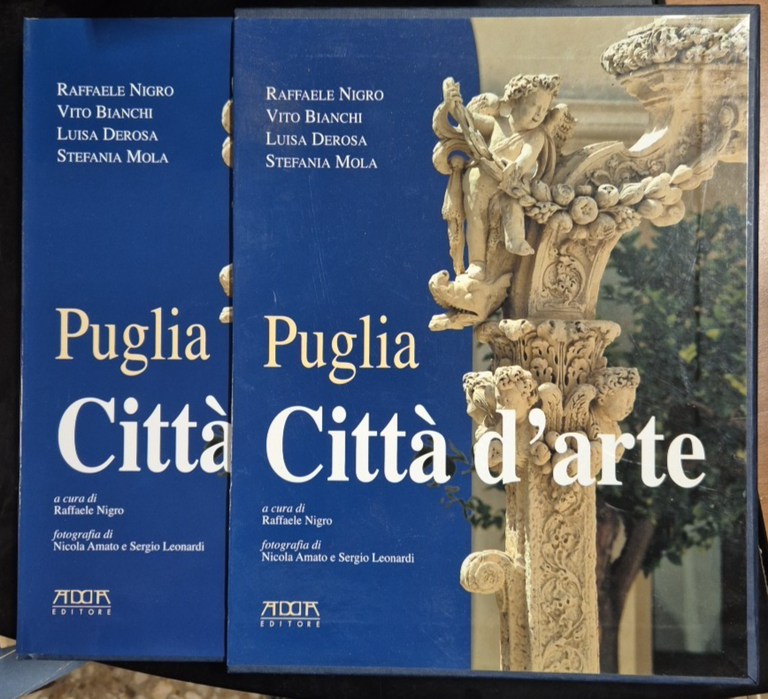 RAFFAELE NIGRO
VITO BIANCHI
LUISA DEROSA
STEFANIA MOLA
Puglia
Città
a cura di
Raffaele Nigro
fotografia di
Nicola Amato e Sergio Leonardi
ADDA
EDITORE
RAFFAELE NIGRO
VITO BIANCHI
LUISA DEROSA
STEFANIA MOLA
Puglia
Città d'arte
a cura di
Raffaele Nigro
fotografia di
Nicola Amato e Sergio Leonardi
ADDA
EDITORE